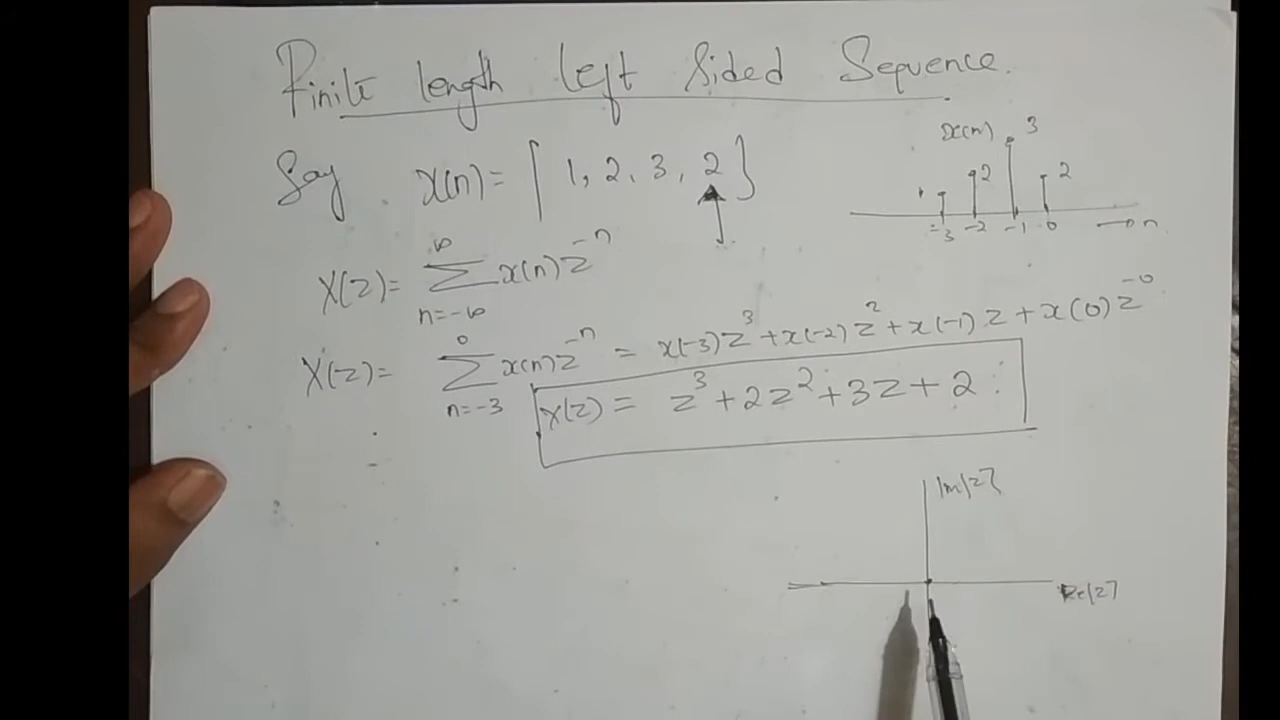 Finite length left Sided Sequence.
Say x(n) = [ 1, 2, 3, 2 }
x(n) 3
2 2
-3 -2 -1 0 → n
X(z) = ∞ Σ n=-∞ x(n) z^-n
X(z) = 0 Σ n=-3 x(n) z^-n = x(-3) z^3 + x(-2) z^2 + x(-1) z + x(0) z^-0
X(z) = z^3 + 2z^2 + 3z + 2
Im{z}
Re{z}